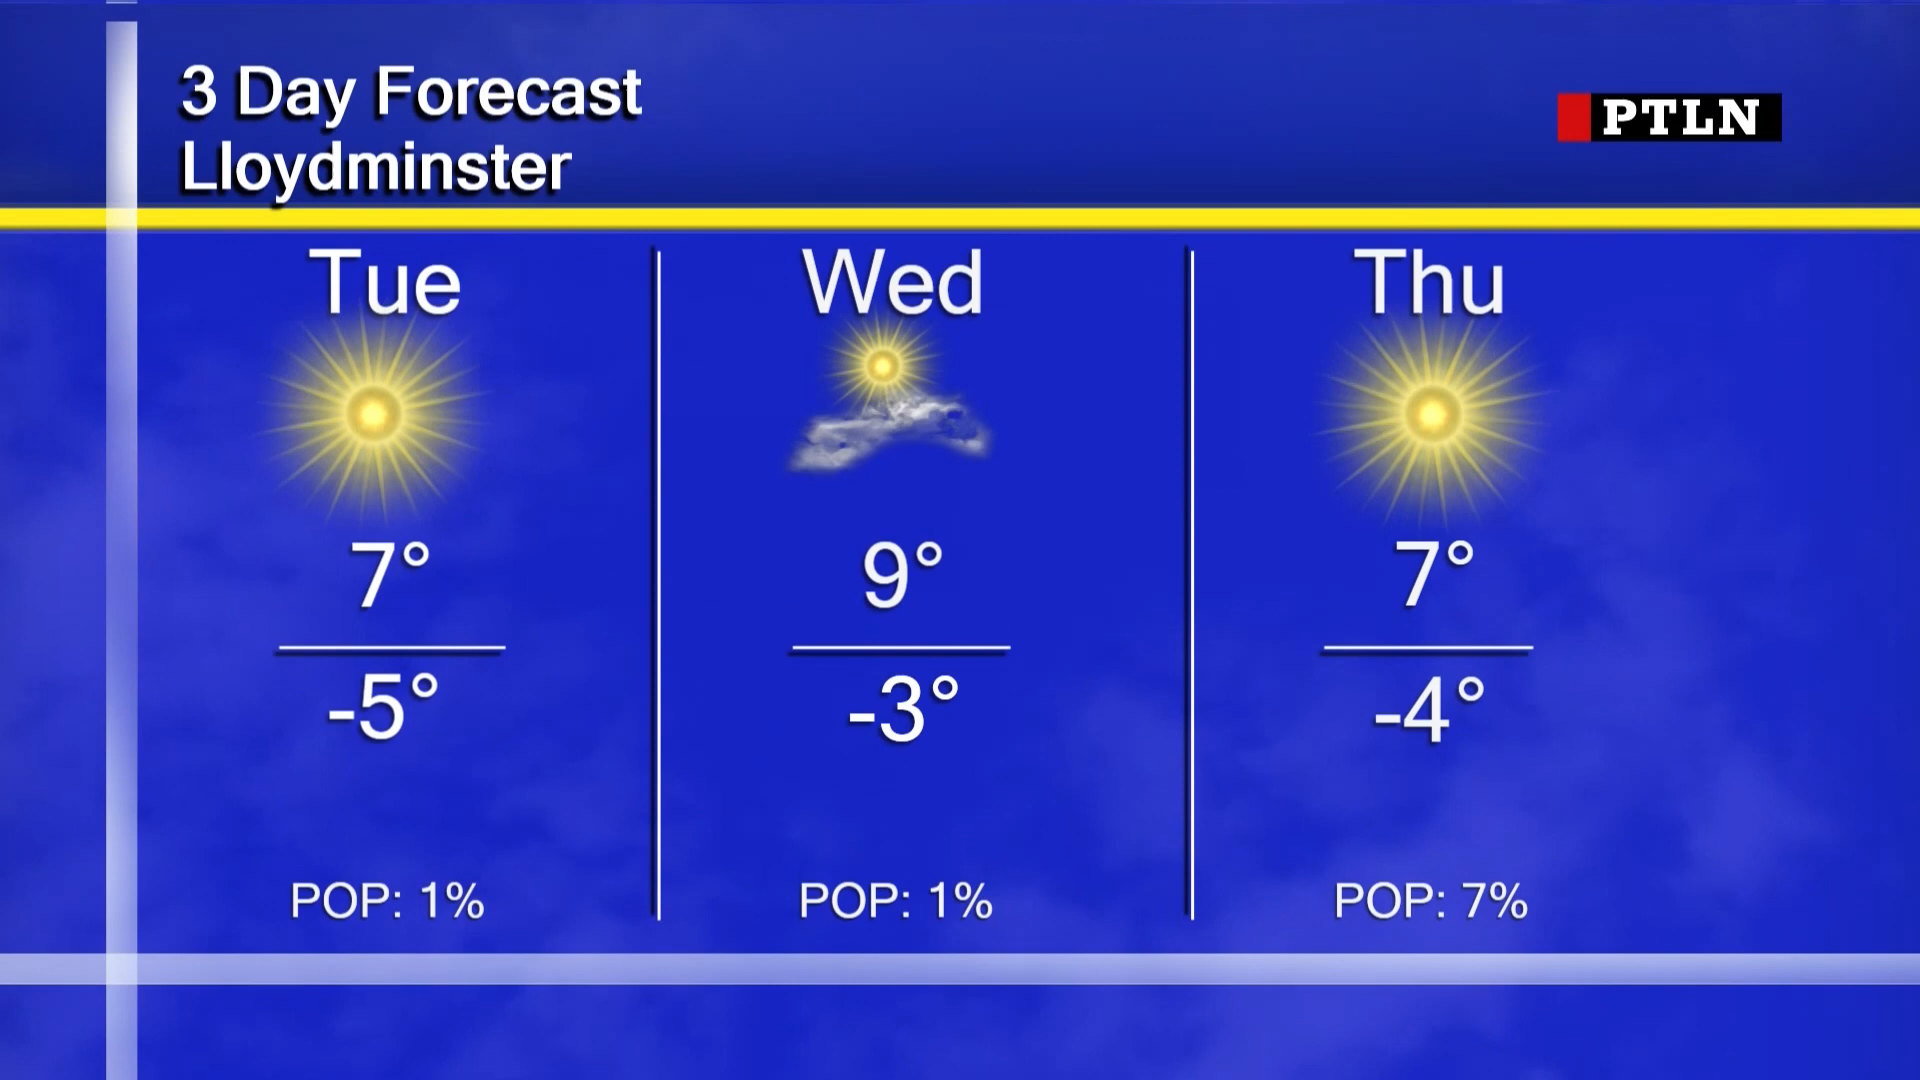 3 Day Forecast
Lloydminster
PTLN
Tue
Wed
Thu
7°
9°
7°
-5°
-3°
-4°
POP: 1%
POP: 1%
POP: 7%